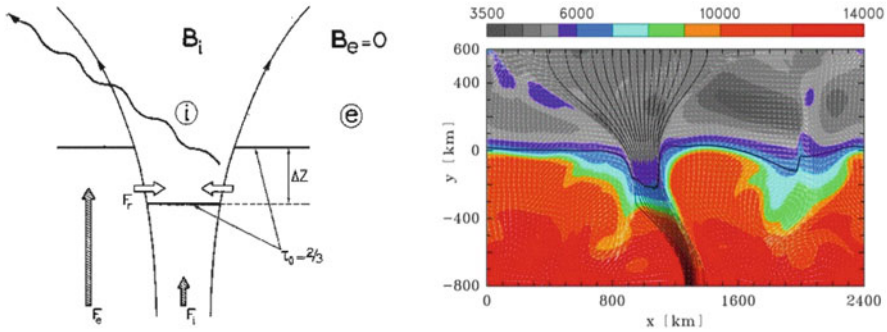 B_i
B_e=0
i
e
ΔZ
F_r
τ_0=2/3
F_e
F_i
3500 6000 10000 14000
600
400
0
-400
-800
y [km]
0 800 1600 2400
x [km]